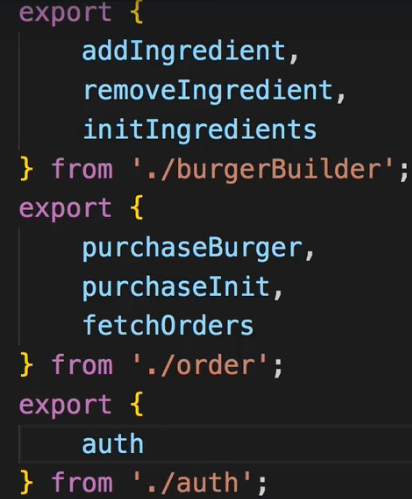 export {
    addIngredient,
    removeIngredient,
    initIngredients
} from './burgerBuilder';
export {
    purchaseBurger,
    purchaseInit,
    fetchOrders
} from './order';
export {
    auth
} from './auth';